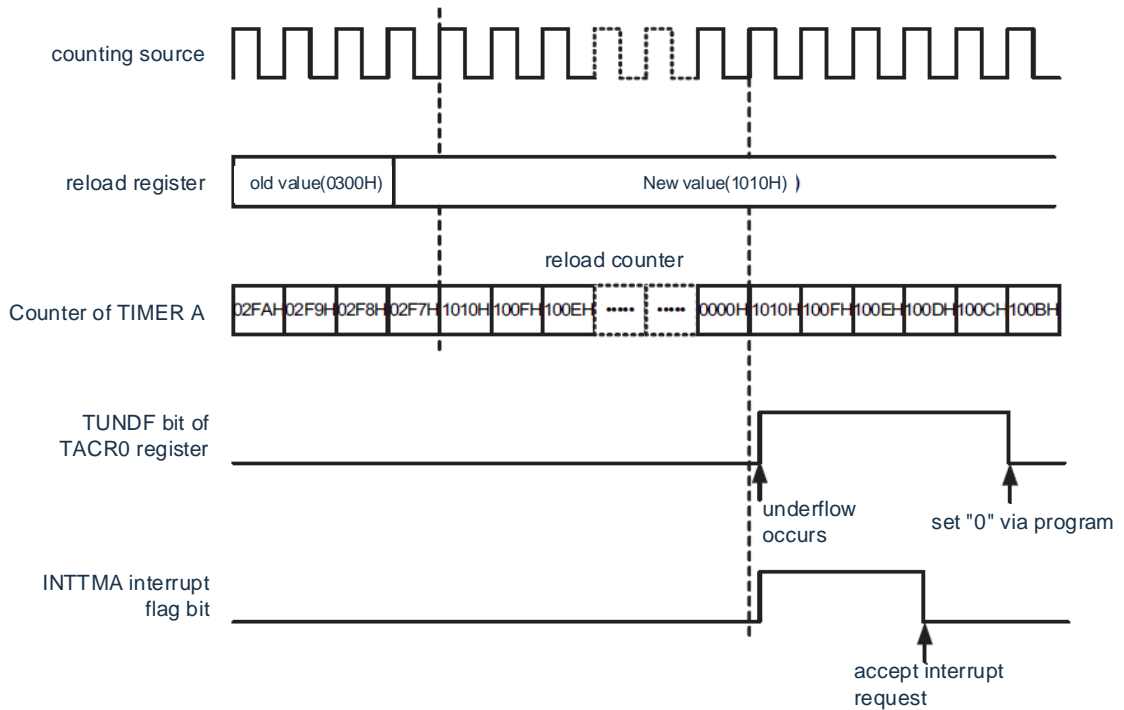 counting source
reload register
old value(0300H)
New value(1010H) )
reload counter
Counter of TIMER A
02FAH 02F9H 02F8H 02F7H 1010H 100FH 100EH ••••• ••••• 0000H 1010H 100FH 100EH 100DH 100CH 100BH
TUNDF bit of
TACR0 register
underflow
occurs
set "0" via program
INTTMA interrupt
flag bit
accept interrupt
request